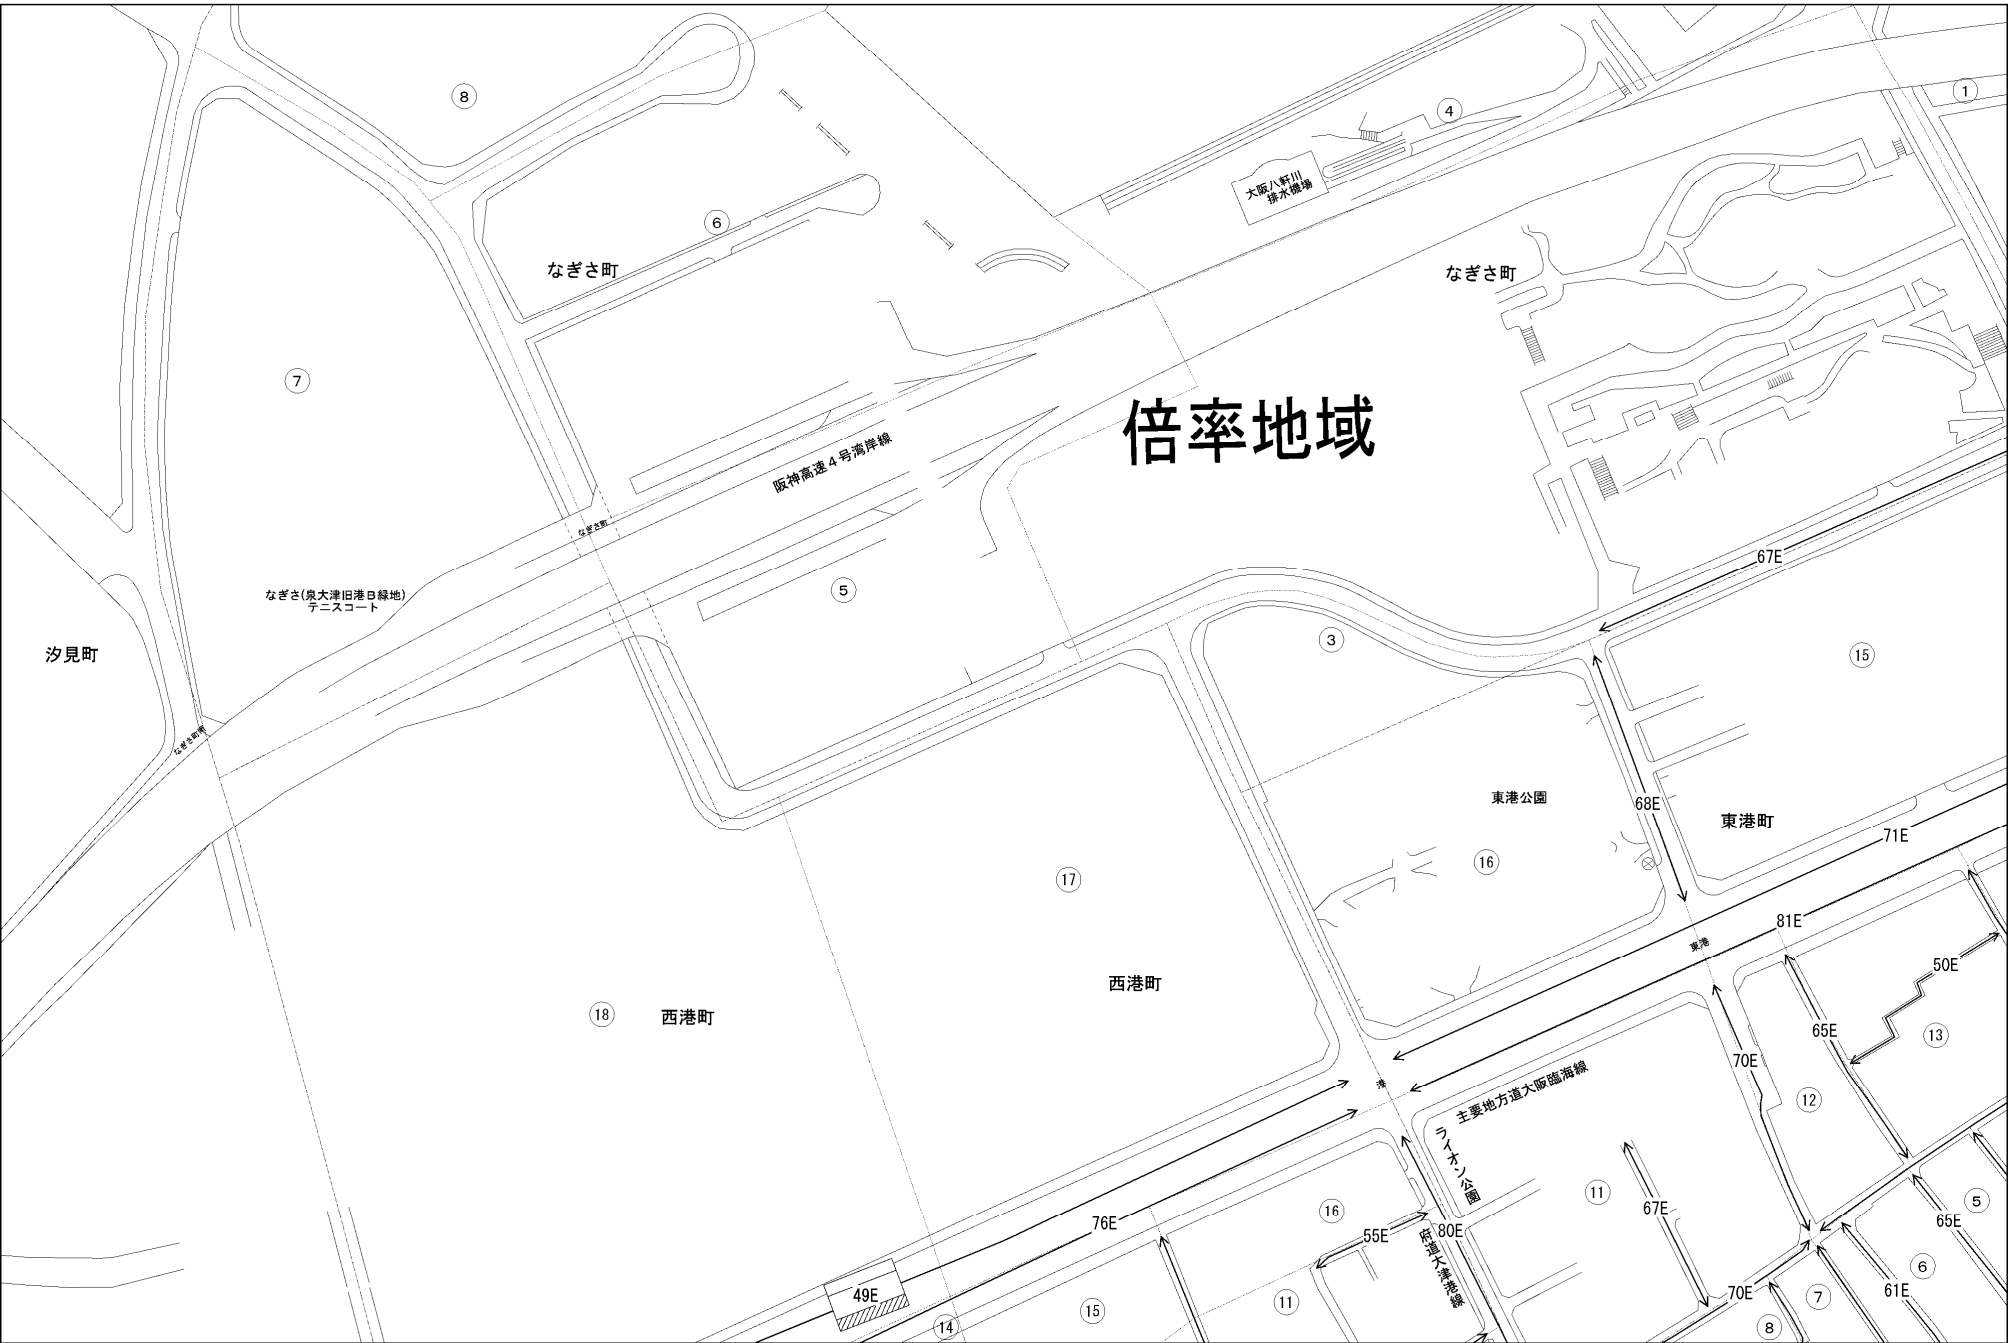 8
1
4
大阪八軒川
排水機場
6
なぎさ町
なぎさ町
7
倍率地域
阪神高速4号湾岸線
なぎさ町
67E
5
なぎさ(泉大津旧港B緑地)
テニスコート
3
汐見町
15
なぎさ町南
東港公園
68E
東港町
71E
16
17
81E
東港
50E
西港町
18
西港町
65E
13
70E
港
主要地方道大阪臨海線
12
ライオン公園
11
5
16
67E
65E
76E
55E
80E
府道大津港線
6
49E
70E
61E
7
15
11
14
8